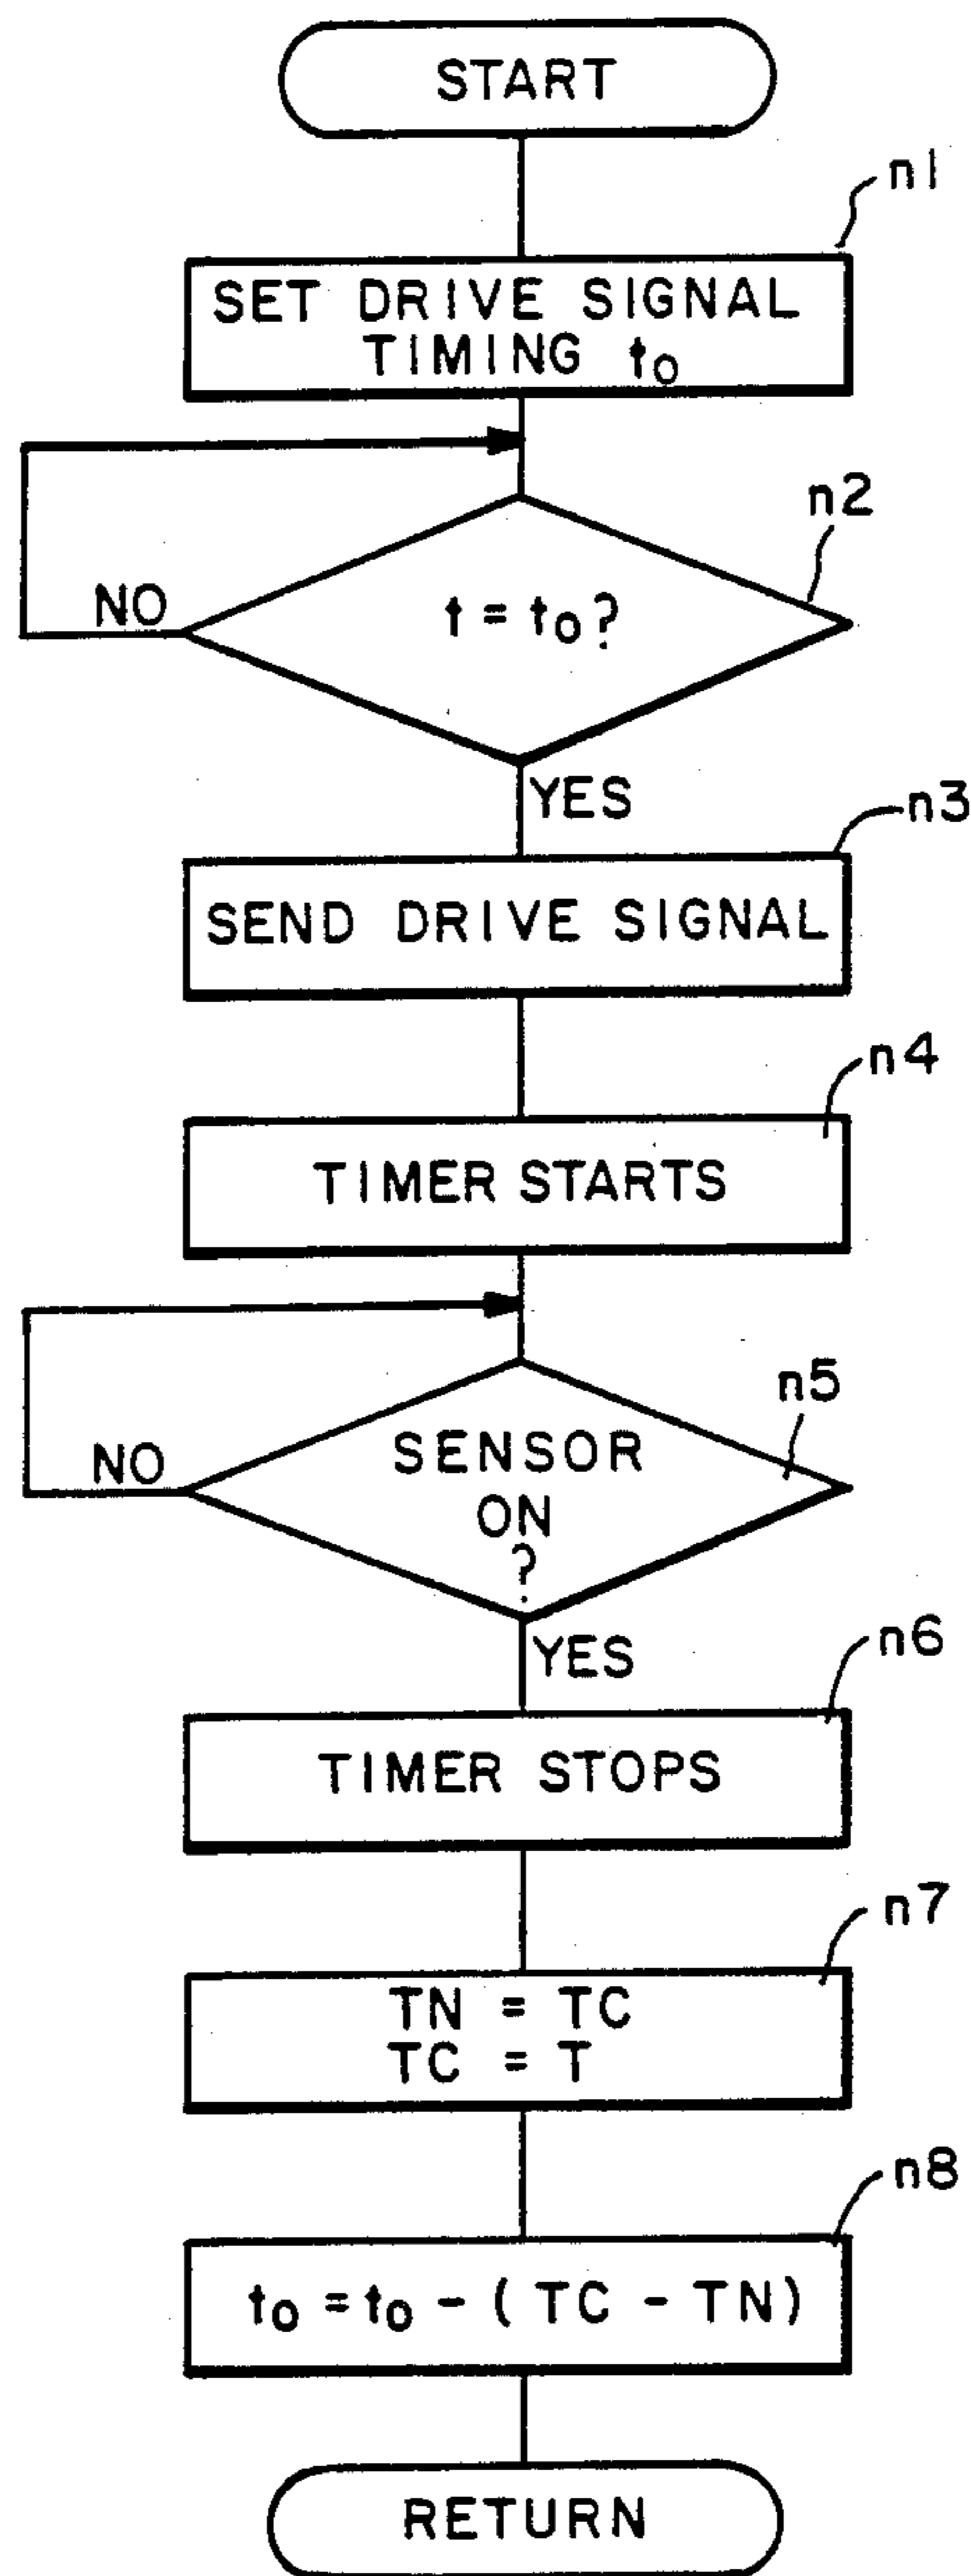 START
n1
SET DRIVE SIGNAL
TIMING t₀
n2
NO
t = t₀?
YES
n3
SEND DRIVE SIGNAL
n4
TIMER STARTS
n5
NO
SENSOR
ON
?
YES
n6
TIMER STOPS
n7
TN = TC
TC = T
n8
t₀ = t₀ - ( TC - TN )
RETURN